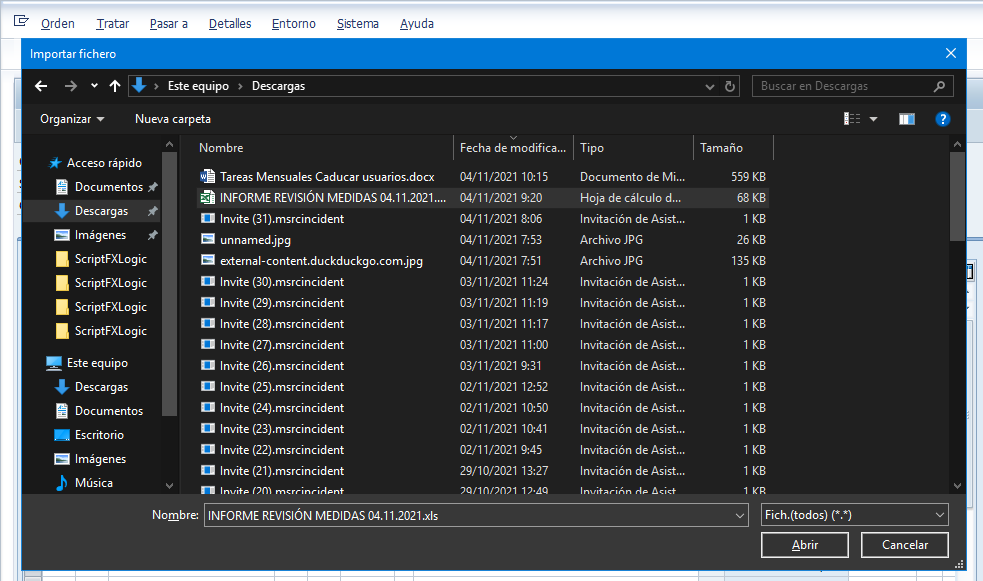 Orden Tratar Pasar a Detalles Entorno Sistema Ayuda
Importar fichero
Este equipo Descargas
Buscar en Descargas
Organizar Nueva carpeta
Acceso rápido
Documentos
Descargas
Imágenes
ScriptFXLogic
ScriptFXLogic
ScriptFXLogic
ScriptFXLogic
Este equipo
Descargas
Documentos
Escritorio
Imágenes
Música
Nombre Fecha de modifica... Tipo Tamaño
Tareas Mensuales Caducar usuarios.docx 04/11/2021 10:15 Documento de Mi... 559 KB
INFORME REVISIÓN MEDIDAS 04.11.2021.... 04/11/2021 9:20 Hoja de cálculo d... 68 KB
Invite (31).msrcincident 04/11/2021 8:06 Invitación de Asist... 1 KB
unnamed.jpg 04/11/2021 7:53 Archivo JPG 26 KB
external-content.duckduckgo.com.jpg 04/11/2021 7:51 Archivo JPG 135 KB
Invite (30).msrcincident 03/11/2021 11:24 Invitación de Asist... 1 KB
Invite (29).msrcincident 03/11/2021 11:19 Invitación de Asist... 1 KB
Invite (28).msrcincident 03/11/2021 11:17 Invitación de Asist... 1 KB
Invite (27).msrcincident 03/11/2021 11:00 Invitación de Asist... 1 KB
Invite (26).msrcincident 03/11/2021 9:31 Invitación de Asist... 1 KB
Invite (25).msrcincident 02/11/2021 12:52 Invitación de Asist... 1 KB
Invite (24).msrcincident 02/11/2021 10:50 Invitación de Asist... 1 KB
Invite (23).msrcincident 02/11/2021 10:41 Invitación de Asist... 1 KB
Invite (22).msrcincident 02/11/2021 9:45 Invitación de Asist... 1 KB
Invite (21).msrcincident 29/10/2021 13:27 Invitación de Asist... 1 KB
Invite (20).msrcincident 29/10/2021 12:49 Invitación de Asist... 1 KB
Nombre: INFORME REVISIÓN MEDIDAS 04.11.2021.xls Fich.(todos) (*.*)
Abrir Cancelar